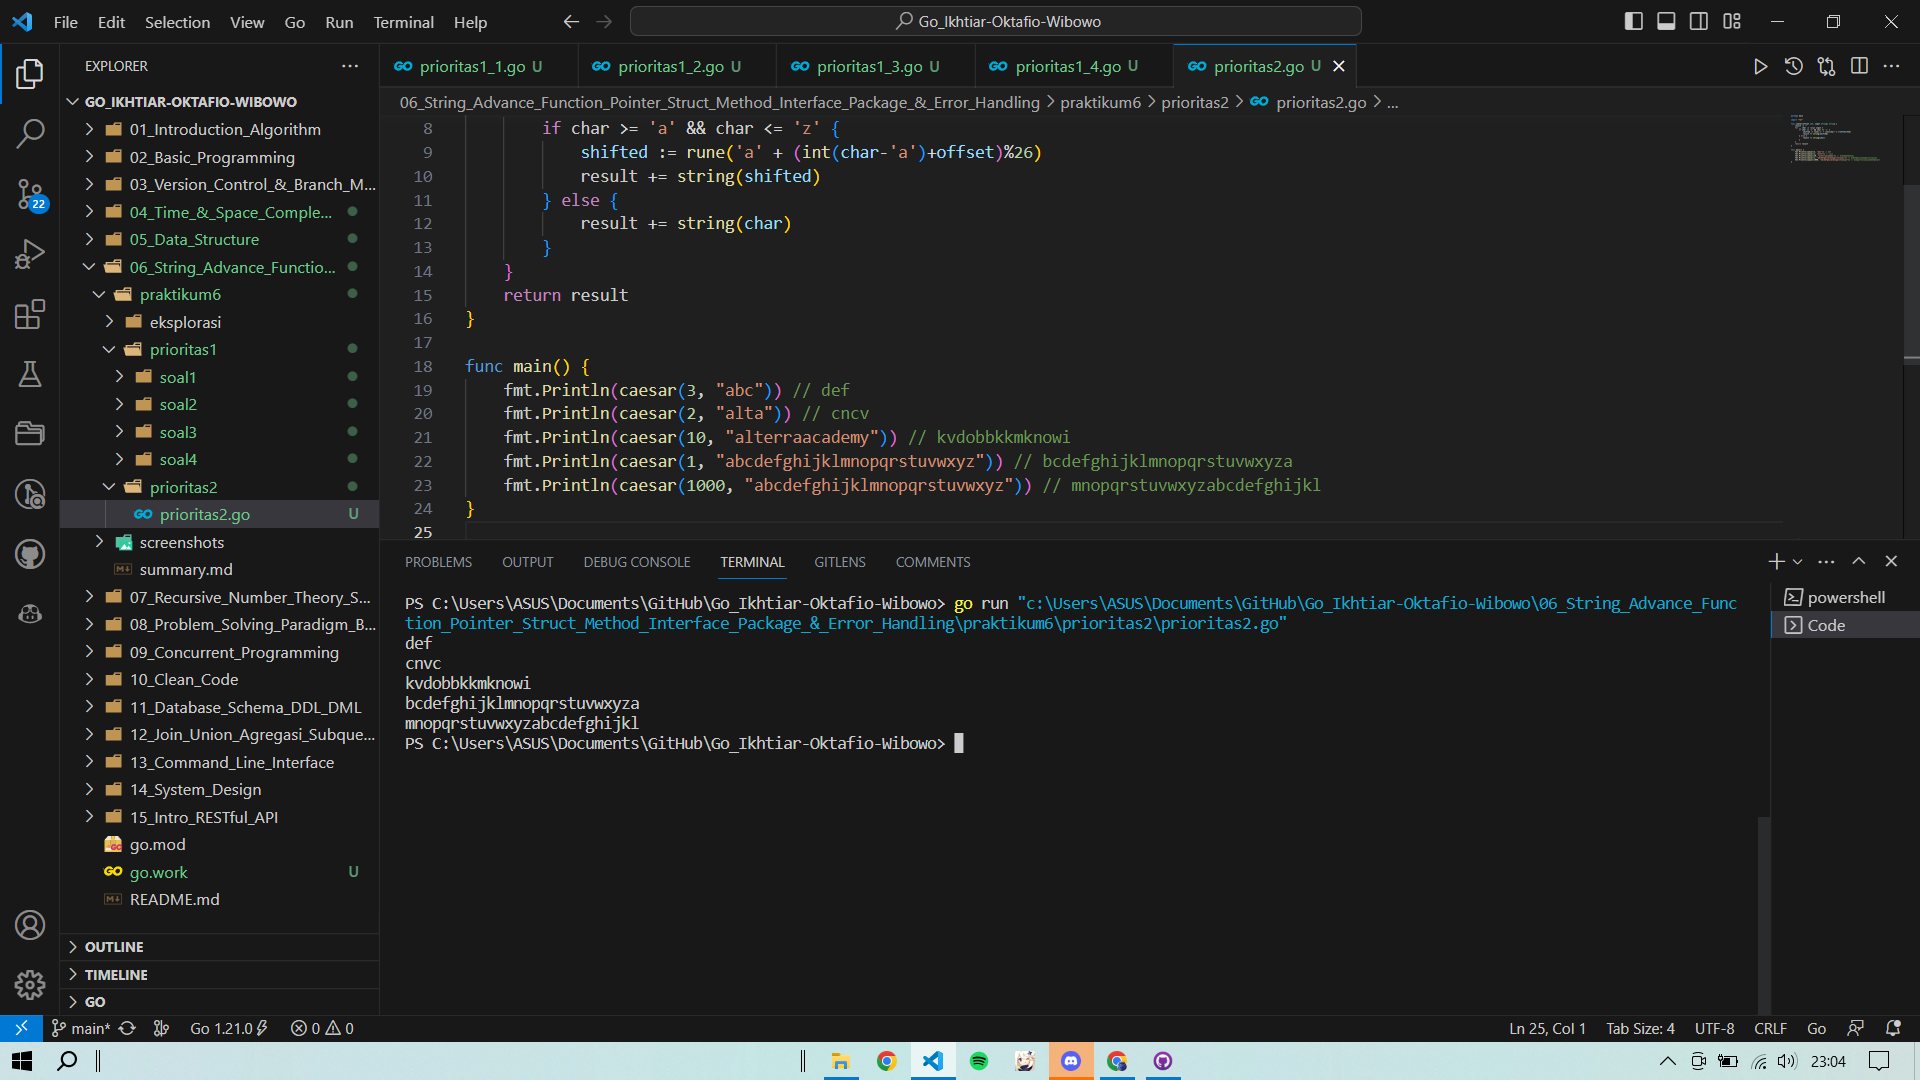 File Edit Selection View Go Run Terminal Help
Go_Ikhtiar-Oktafio-Wibowo
EXPLORER
GO_IKHTIAR-OKTAFIO-WIBOWO
01_Introduction_Algorithm
02_Basic_Programming
03_Version_Control_&_Branch_M...
04_Time_&_Space_Comple...
05_Data_Structure
06_String_Advance_Functio...
praktikum6
eksplorasi
prioritas1
soal1
soal2
soal3
soal4
prioritas2
prioritas2.go U
screenshots
summary.md
07_Recursive_Number_Theory_S...
08_Problem_Solving_Paradigm_B...
09_Concurrent_Programming
10_Clean_Code
11_Database_Schema_DDL_DML
12_Join_Union_Agregasi_Subque...
13_Command_Line_Interface
14_System_Design
15_Intro_RESTful_API
go.mod
go.work U
README.md
OUTLINE
TIMELINE
GO
22
prioritas1_1.go U prioritas1_2.go U prioritas1_3.go U prioritas1_4.go U prioritas2.go U
06_String_Advance_Function_Pointer_Struct_Method_Interface_Package_&_Error_Handling > praktikum6 > prioritas2 > prioritas2.go > ...
8 if char >= 'a' && char <= 'z' {
9 shifted := rune('a' + (int(char-'a')+offset)%26)
10 result += string(shifted)
11 } else {
12 result += string(char)
13 }
14 }
15 return result
16 }
17
18 func main() {
19 fmt.Println(caesar(3, "abc")) // def
20 fmt.Println(caesar(2, "alta")) // cncv
21 fmt.Println(caesar(10, "alterraacademy")) // kvdobbkkmknowi
22 fmt.Println(caesar(1, "abcdefghijklmnopqrstuvwxyz")) // bcdefghijklmnopqrstuvwxyza
23 fmt.Println(caesar(1000, "abcdefghijklmnopqrstuvwxyz")) // mnopqrstuvwxyzabcdefghijkl
24 }
25
PROBLEMS OUTPUT DEBUG CONSOLE TERMINAL GITLENS COMMENTS
PS C:\Users\ASUS\Documents\GitHub\Go_Ikhtiar-Oktafio-Wibowo> go run "c:\Users\ASUS\Documents\GitHub\Go_Ikhtiar-Oktafio-Wibowo\06_String_Advance_Func
tion_Pointer_Struct_Method_Interface_Package_&_Error_Handling\praktikum6\prioritas2\prioritas2.go"
def
cnvc
kvdobbkkmknowi
bcdefghijklmnopqrstuvwxyza
mnopqrstuvwxyzabcdefghijkl
PS C:\Users\ASUS\Documents\GitHub\Go_Ikhtiar-Oktafio-Wibowo>
powershell
Code
main* Go 1.21.0 0 0 Ln 25, Col 1 Tab Size: 4 UTF-8 CRLF Go
23:04